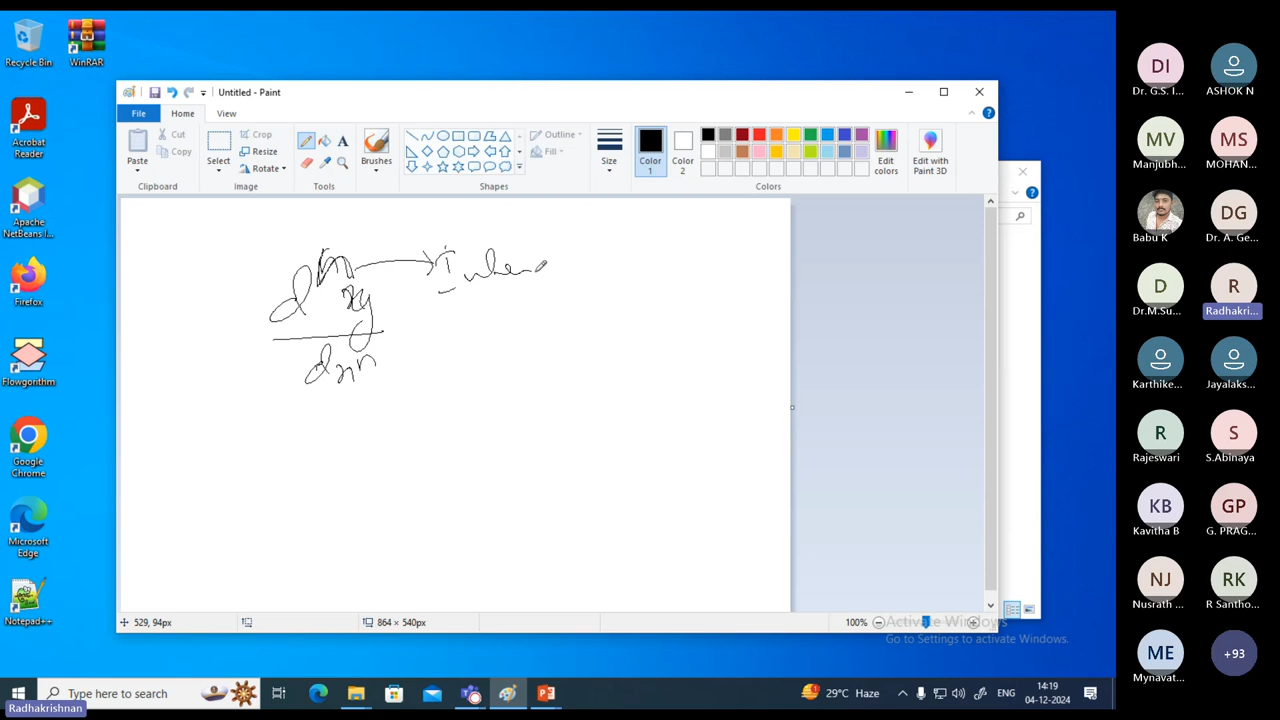 Recycle Bin
WinRAR
Acrobat Reader
Apache NetBeans I...
Firefox
Flowgorithm
Google Chrome
Microsoft Edge
Notepad++
Untitled - Paint
File
Home
View
Paste
Cut
Copy
Clipboard
Select
Crop
Resize
Rotate
Image
A
Tools
Brushes
Outline
Fill
Shapes
Size
Color 1
Color 2
Edit colors
Colors
Edit with Paint 3D
d^n y
dx^n
529, 94px
864 × 540px
100%
Activate Windows
Go to Settings to activate Windows.
Type here to search
29°C Haze
ENG
14:19
04-12-2024
Radhakrishnan
DI
Dr. G.S. I...
ASHOK N
MV
Manjubh...
MS
MOHAN...
Babu K
DG
Dr. A. Ge...
D
Dr.M.Su...
R
Radhakri...
Karthike...
Jayalaks...
R
Rajeswari
S
S.Abinaya
KB
Kavitha B
GP
G. PRAG...
NJ
Nusrath ...
RK
R Santho...
ME
Mynavat...
+93